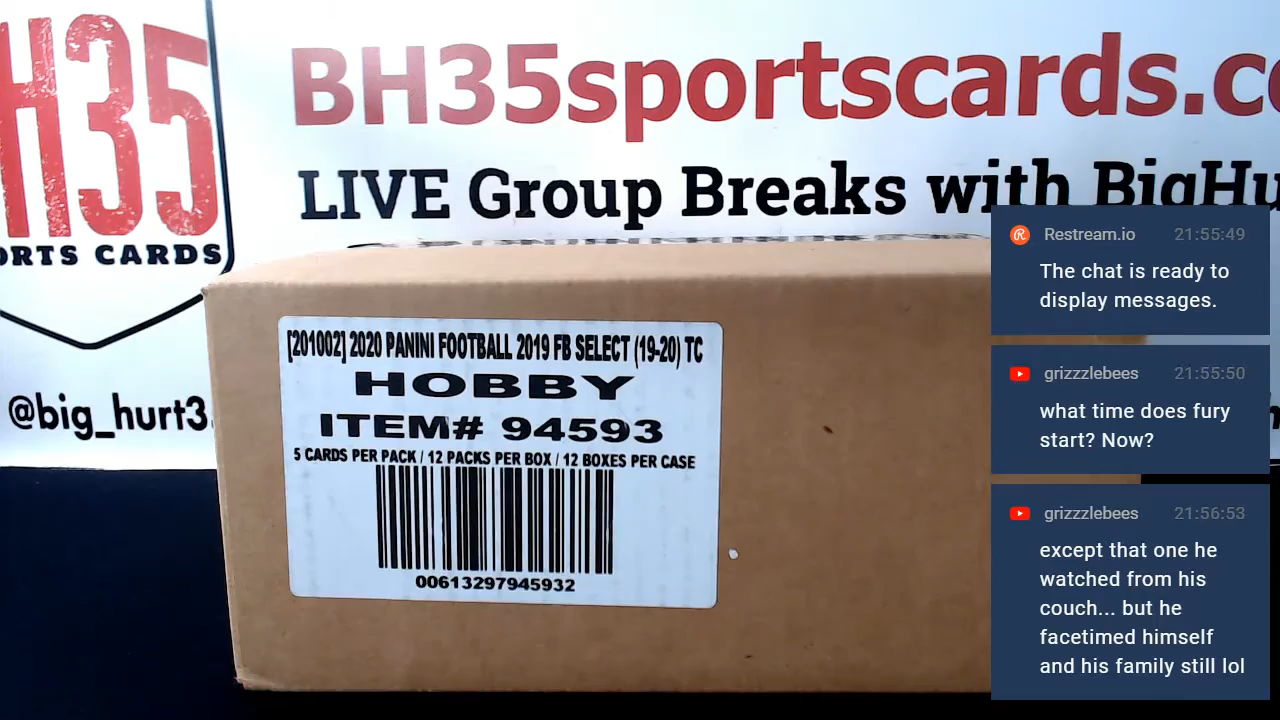 H35
ORTS CARDS
@big_hurt3
BH35sportscards.c
LIVE Group Breaks with BigHu
[201002] 2020 PANINI FOOTBALL 2019 FB SELECT (19-20) TC
HOBBY
ITEM# 94593
5 CARDS PER PACK / 12 PACKS PER BOX / 12 BOXES PER CASE
00613297945932
Restream.io 21:55:49
The chat is ready to
display messages.
grizzzlebees 21:55:50
what time does fury
start? Now?
grizzzlebees 21:56:53
except that one he
watched from his
couch... but he
facetimed himself
and his family still lol